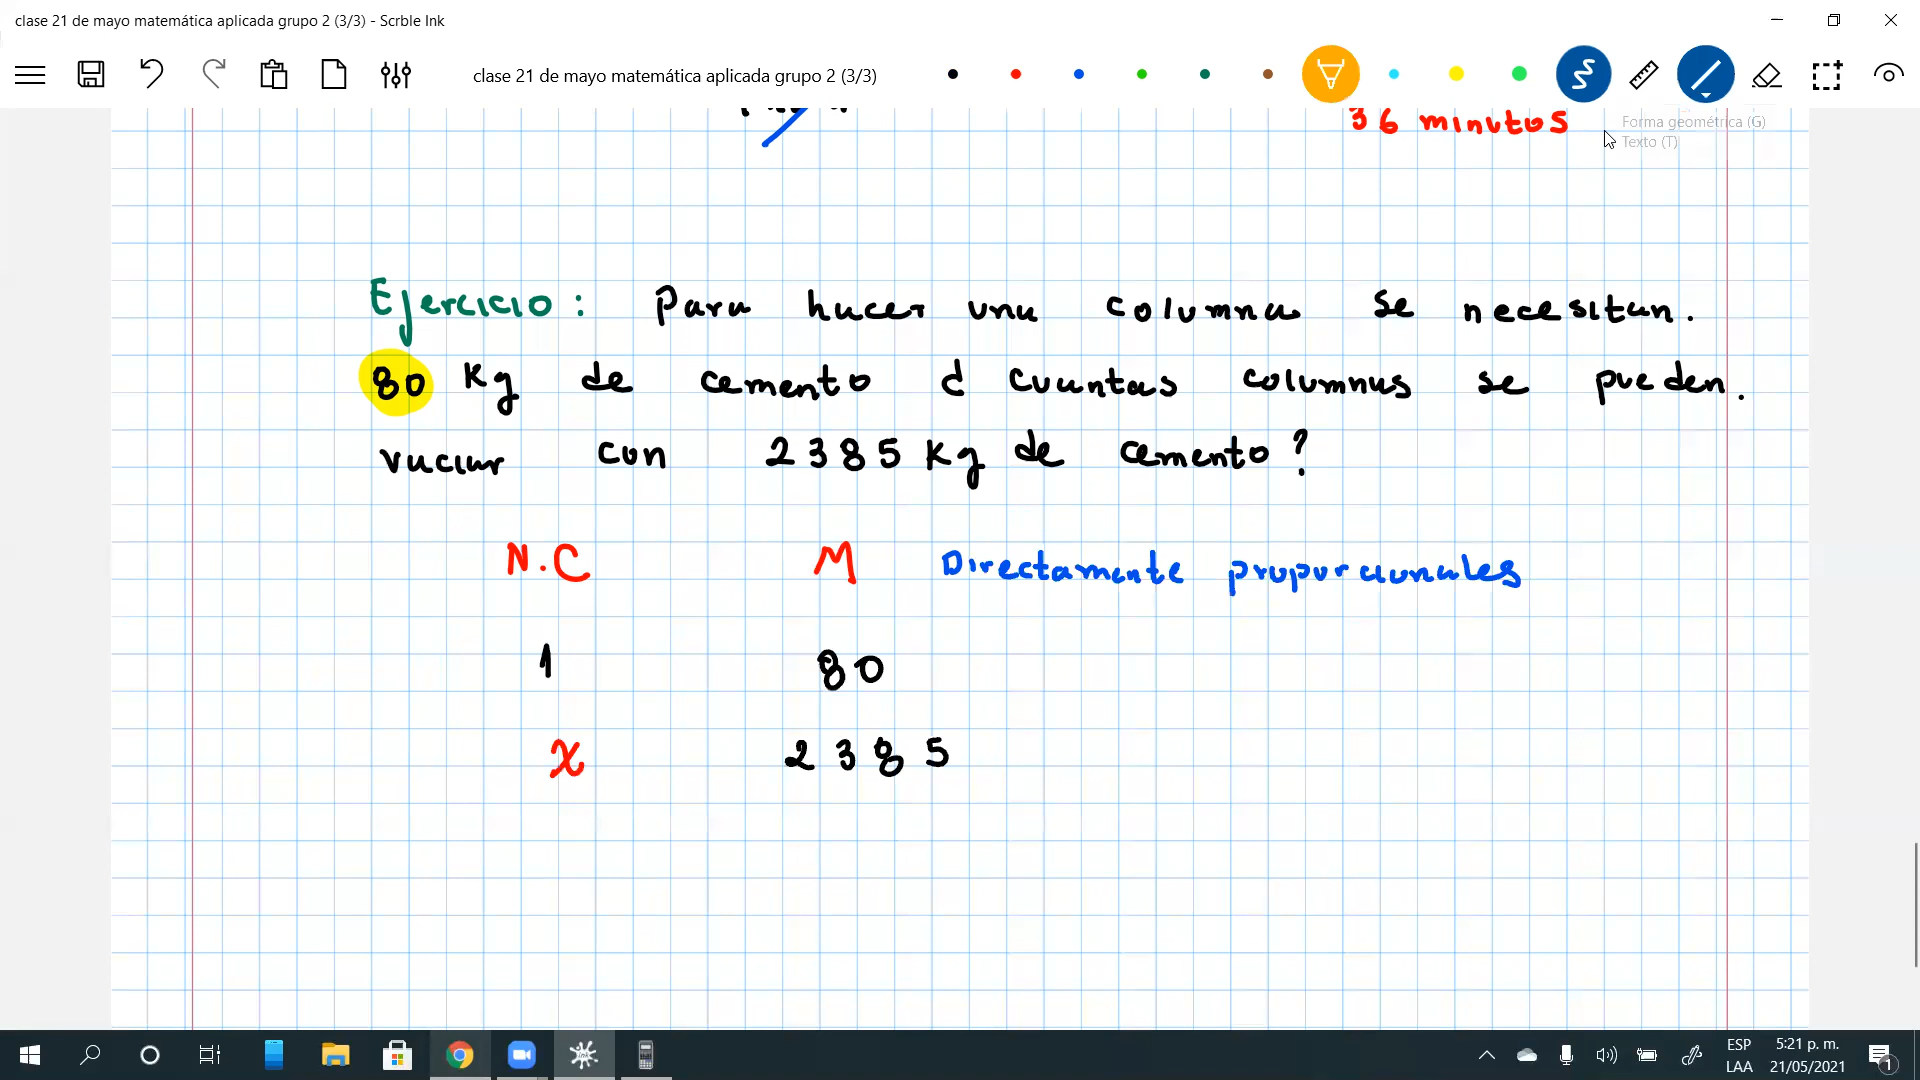 clase 21 de mayo matemática aplicada grupo 2 (3/3) - Scrble Ink
clase 21 de mayo matemática aplicada grupo 2 (3/3)
36 minutos
Forma geométrica (G)
Texto (T)
Ejercicio: Para hacer una columna se necesitan.
80 Kg de cemento ¿ cuantas columnas se pueden.
vaciar con 2385 Kg de cemento?
N.C M Directamente proporcionales
1 80
x 2385
ESP
LAA
5:21 p. m.
21/05/2021
1